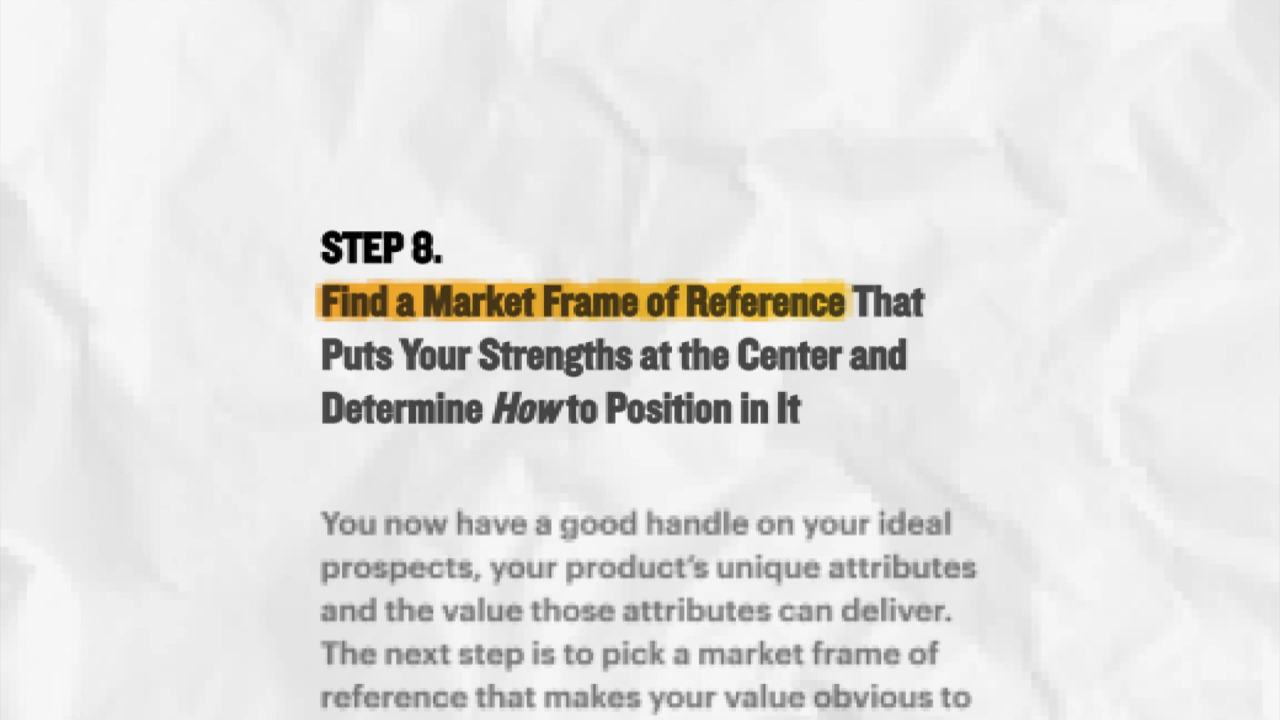 STEP 8.
Find a Market Frame of Reference That
Puts Your Strengths at the Center and
Determine How to Position in It
You now have a good handle on your ideal
prospects, your product's unique attributes
and the value those attributes can deliver.
The next step is to pick a market frame of
reference that makes your value obvious to